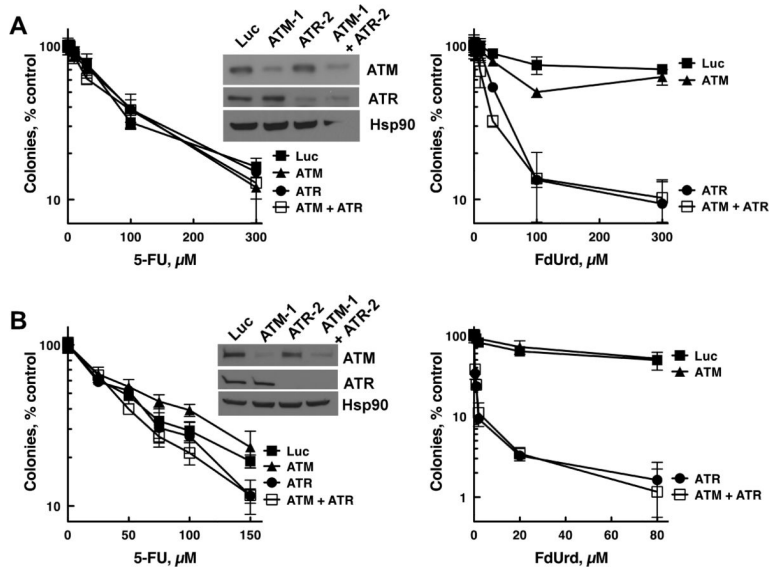 A
Luc
ATM-1
ATR-2
ATM-1
+ ATR-2
ATM
ATR
Hsp90
Colonies, % control
100
10
0
100
200
300
5-FU, µM
Luc
ATM
ATR
ATM + ATR
Colonies, % control
100
10
0
100
200
300
FdUrd, µM
Luc
ATM
ATR
ATM + ATR
B
Luc
ATM-1
ATR-2
ATM-1
+ ATR-2
ATM
ATR
Hsp90
Colonies, % control
100
10
0
50
100
150
5-FU, µM
Luc
ATM
ATR
ATM + ATR
Colonies, % control
100
10
1
0
20
40
60
80
FdUrd, µM
Luc
ATM
ATR
ATM + ATR